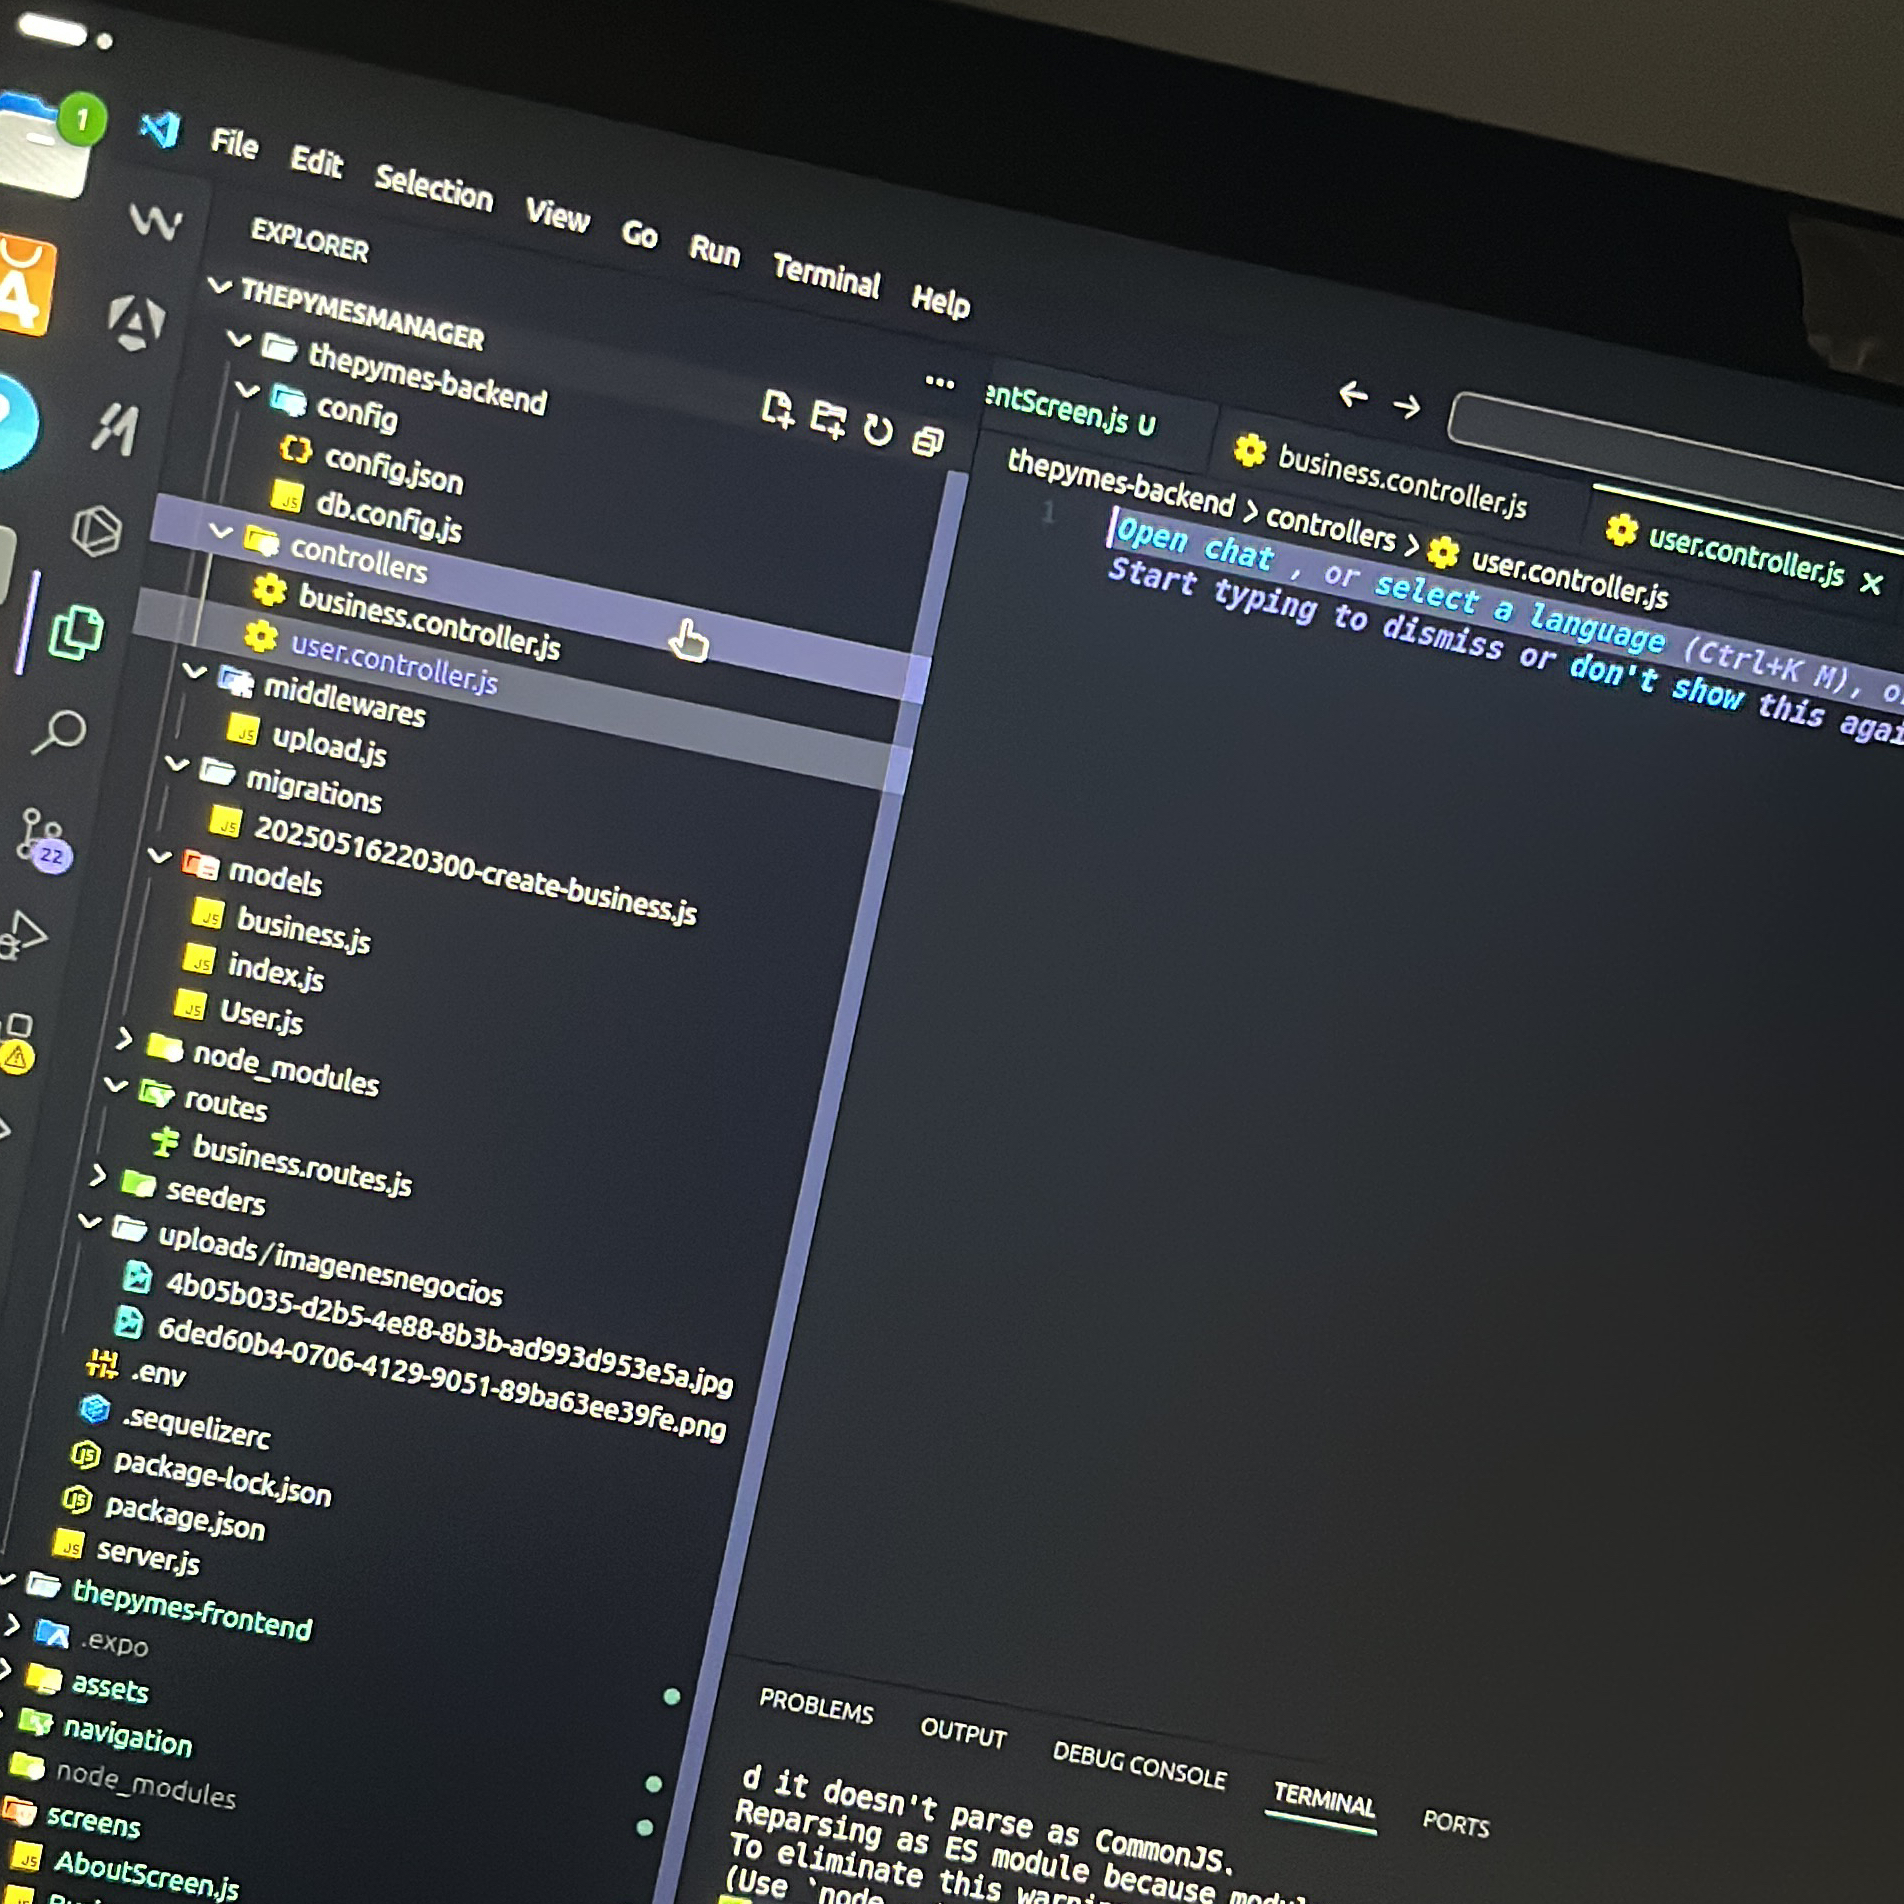 1
File Edit Selection View Go Run Terminal Help
EXPLORER
THEPYMESMANAGER
thepymes-backend
config
config.json
db.config.js
controllers
business.controller.js
user.controller.js
middlewares
upload.js
migrations
20250516220300-create-business.js
models
business.js
index.js
User.js
node_modules
routes
business.routes.js
seeders
uploads/imagenesnegocios
4b05b035-d2b5-4e88-8b3b-ad993d953e5a.jpg
6ded60b4-0706-4129-9051-89ba63ee39fe.png
.env
.sequelizerc
package-lock.json
package.json
server.js
thepymes-frontend
.expo
assets
navigation
node_modules
screens
AboutScreen.js
22
entScreen.js U
business.controller.js
user.controller.js
thepymes-backend > controllers > user.controller.js
1
Open chat , or select a language (Ctrl+K M),
Start typing to dismiss or don't show this
PROBLEMS OUTPUT DEBUG CONSOLE TERMINAL PORTS
d it doesn't parse as CommonJS.
Reparsing as ES module because
To eliminate this
(Use `node